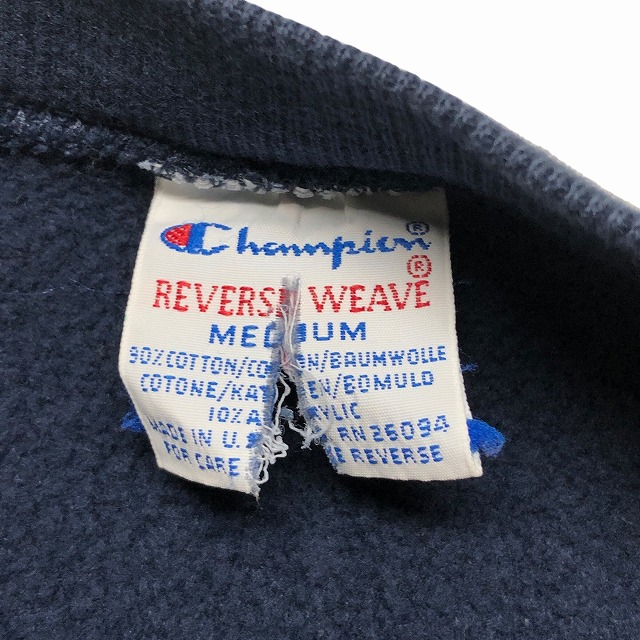 Champion®
REVERSE WEAVE®
MEDIUM
90%COTTON/CO EN/BAUMWOLLE
COTONE/KAT EN/BOMULD
10% YLIC
MADE IN U. RN 26094
FOR CARE E REVERSE